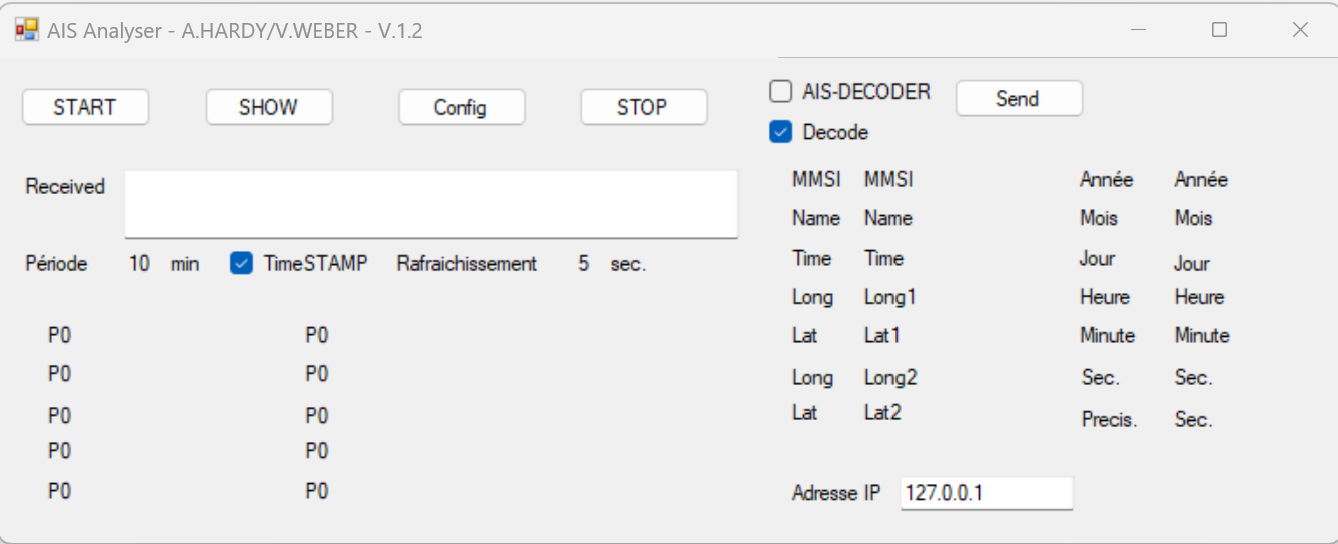 AIS Analyser - A.HARDY/V.WEBER - V.1.2
START SHOW Config STOP
AIS-DECODER Send
Decode
Received
Période 10 min TimeSTAMP Rafraichissement 5 sec.
P0 P0
P0 P0
P0 P0
P0 P0
P0 P0
MMSI MMSI Année Année
Name Name Mois Mois
Time Time Jour Jour
Long Long1 Heure Heure
Lat Lat1 Minute Minute
Long Long2 Sec. Sec.
Lat Lat2 Precis. Sec.
Adresse IP 127.0.0.1